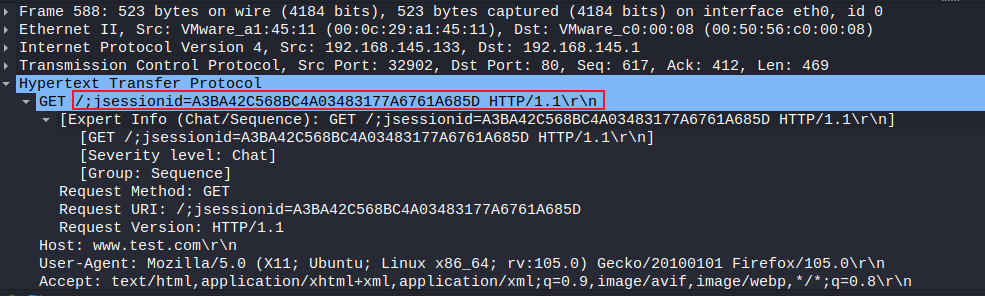 Frame 588: 523 bytes on wire (4184 bits), 523 bytes captured (4184 bits) on interface eth0, id 0
Ethernet II, Src: VMware_a1:45:11 (00:0c:29:a1:45:11), Dst: VMware_c0:00:08 (00:50:56:c0:00:08)
Internet Protocol Version 4, Src: 192.168.145.133, Dst: 192.168.145.1
Transmission Control Protocol, Src Port: 32902, Dst Port: 80, Seq: 617, Ack: 412, Len: 469
Hypertext Transfer Protocol
GET /;jsessionid=A3BA42C568BC4A03483177A6761A685D HTTP/1.1\r\n
[Expert Info (Chat/Sequence): GET /;jsessionid=A3BA42C568BC4A03483177A6761A685D HTTP/1.1\r\n]
[GET /;jsessionid=A3BA42C568BC4A03483177A6761A685D HTTP/1.1\r\n]
[Severity level: Chat]
[Group: Sequence]
Request Method: GET
Request URI: /;jsessionid=A3BA42C568BC4A03483177A6761A685D
Request Version: HTTP/1.1
Host: www.test.com\r\n
User-Agent: Mozilla/5.0 (X11; Ubuntu; Linux x86_64; rv:105.0) Gecko/20100101 Firefox/105.0\r\n
Accept: text/html,application/xhtml+xml,application/xml;q=0.9,image/avif,image/webp,*/*;q=0.8\r\n